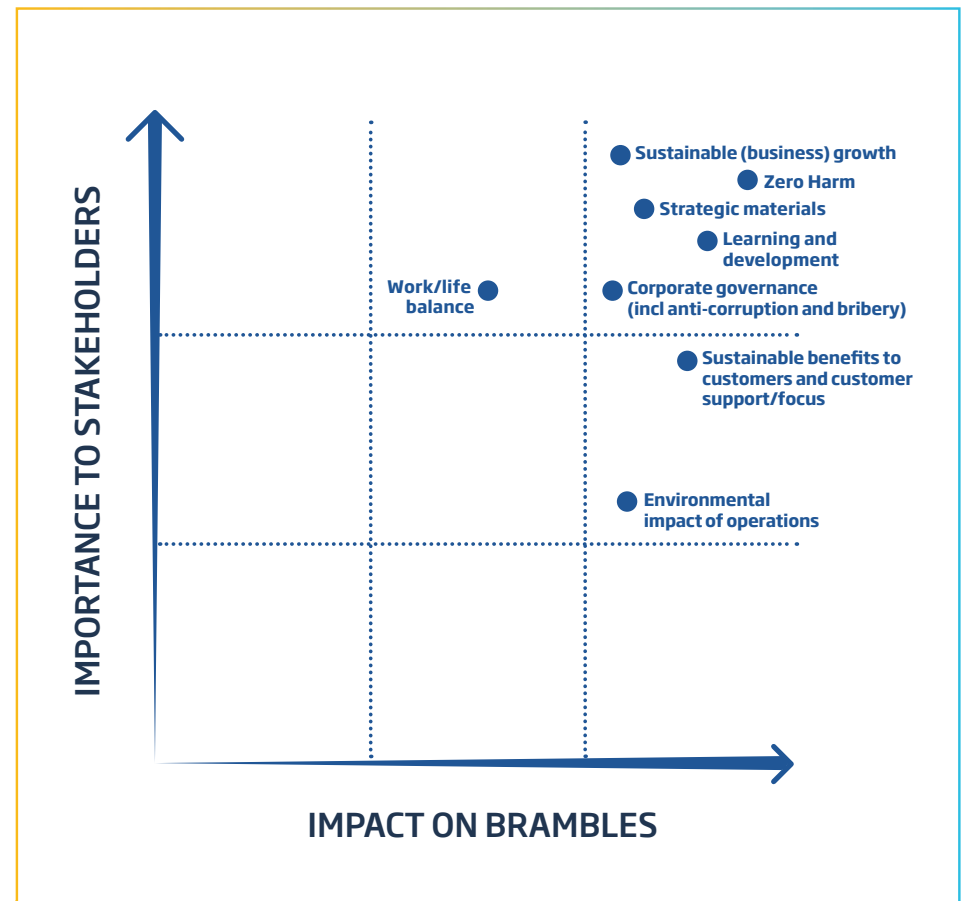 IMPORTANCE TO STAKEHOLDERS
Sustainable (business) growth
Zero Harm
Strategic materials
Learning and
development
Work/life
balance
Corporate governance
(incl anti-corruption and bribery)
Sustainable benefits to
customers and customer
support/focus
Environmental
impact of operations
IMPACT ON BRAMBLES